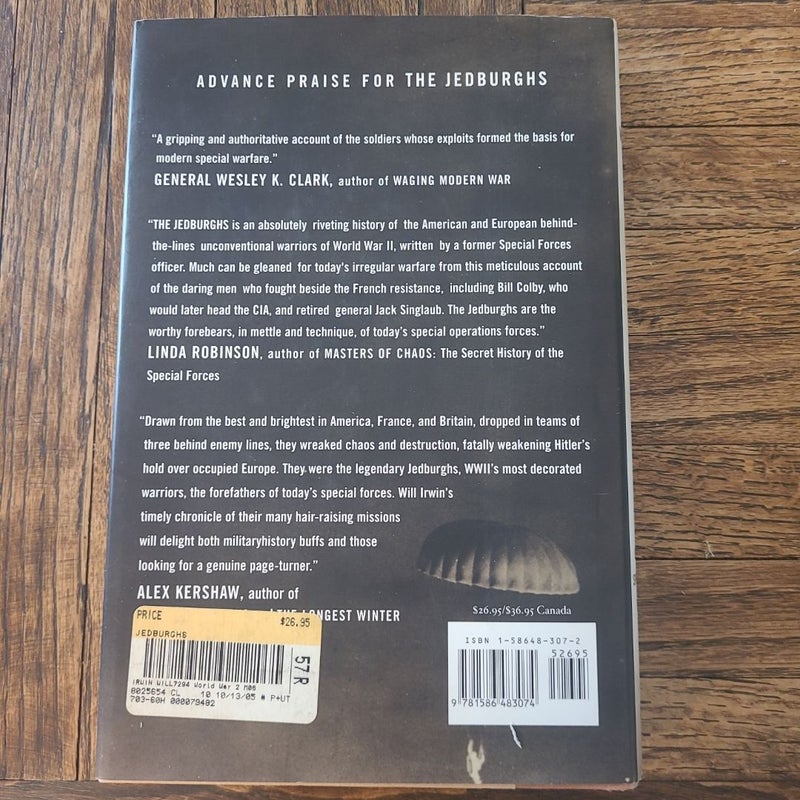 ADVANCE PRAISE FOR THE JEDBURGHS
“A gripping and authoritative account of the soldiers whose exploits formed the basis for
modern special warfare.”
GENERAL WESLEY K. CLARK, author of WAGING MODERN WAR
“THE JEDBURGHS is an absolutely riveting history of the American and European behind-
the-lines unconventional warriors of World War II, written by a former Special Forces
officer. Much can be gleaned for today's irregular warfare from this meticulous account
of the daring men who fought beside the French resistance, including Bill Colby, who
would later head the CIA, and retired general Jack Singlaub. The Jedburghs are the
worthy forebears, in mettle and technique, of today's special operations forces.”
LINDA ROBINSON, author of MASTERS OF CHAOS: The Secret History of the
Special Forces
“Drawn from the best and brightest in America, France, and Britain, dropped in teams of
three behind enemy lines, they wreaked chaos and destruction, fatally weakening Hitler's
hold over occupied Europe. They were the legendary Jedburghs, WWII's most decorated
warriors, the forefathers of today's special forces. Will Irwin's
timely chronicle of their many hair-raising missions
will delight both militaryhistory buffs and those
looking for a genuine page-turner.”
ALEX KERSHAW, author of
THE LONGEST WINTER
PRICE $26.95
JEDBURGHS
57 R
IRWIN WILL7294 World War 2 M06
8025654 CL 10 10/13/05 # P+UT
703-60H 000079492
$26.95/$36.95 Canada
ISBN 1-58648-307-2
52695
9 781586 483074